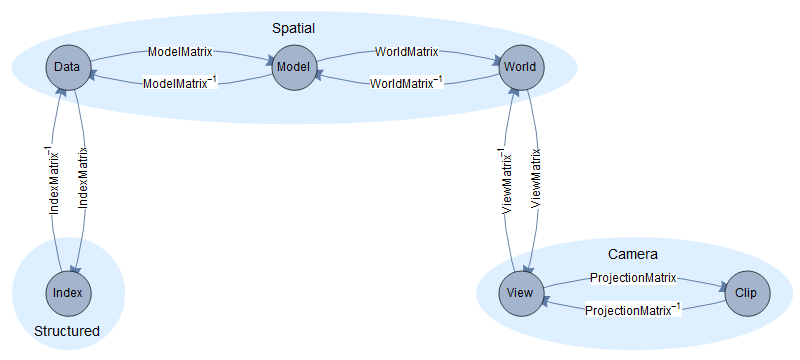 Spatial
Data
ModelMatrix
Model
WorldMatrix
World
ModelMatrix⁻¹
WorldMatrix⁻¹
IndexMatrix⁻¹
IndexMatrix
ViewMatrix⁻¹
ViewMatrix
Camera
Index
Structured
View
ProjectionMatrix
Clip
ProjectionMatrix⁻¹